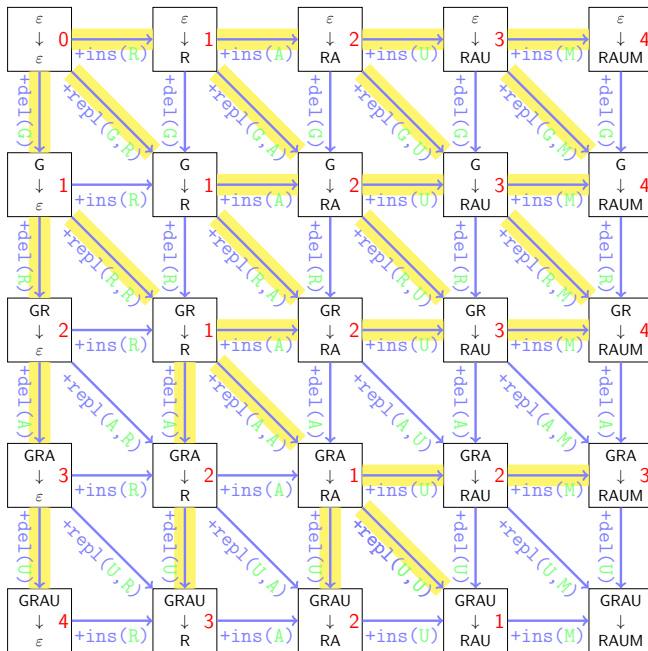 ε ε ε ε ε
↓ 0 ↓ 1 ↓ 2 ↓ 3 ↓ 4
+ins(R) +ins(A) +ins(U) +ins(M)
ε R RA RAU RAUM
+del(G) +repl(G,R) +del(G) +repl(G,A) +del(G) +repl(G,U) +del(G) +repl(G,M) +del(G)
G G G G G
↓ 1 ↓ 1 ↓ 2 ↓ 3 ↓ 4
+ins(R) +ins(A) +ins(U) +ins(M)
ε R RA RAU RAUM
+del(R) +repl(R,R) +del(R) +repl(R,A) +del(R) +repl(R,U) +del(R) +repl(R,M) +del(R)
GR GR GR GR GR
↓ 2 ↓ 1 ↓ 2 ↓ 3 ↓ 4
+ins(R) +ins(A) +ins(U) +ins(M)
ε R RA RAU RAUM
+del(A) +repl(A,R) +del(A) +repl(A,A) +del(A) +repl(A,U) +del(A) +repl(A,M) +del(A)
GRA GRA GRA GRA GRA
↓ 3 ↓ 2 ↓ 1 ↓ 2 ↓ 3
+ins(R) +ins(A) +ins(U) +ins(M)
ε R RA RAU RAUM
+del(U) +repl(U,R) +del(U) +repl(U,A) +del(U) +repl(U,U) +del(U) +repl(U,M) +del(U)
GRAU GRAU GRAU GRAU GRAU
↓ 4 ↓ 3 ↓ 2 ↓ 1 ↓
+ins(R) +ins(A) +ins(U) +ins(M)
ε R RA RAU RAUM